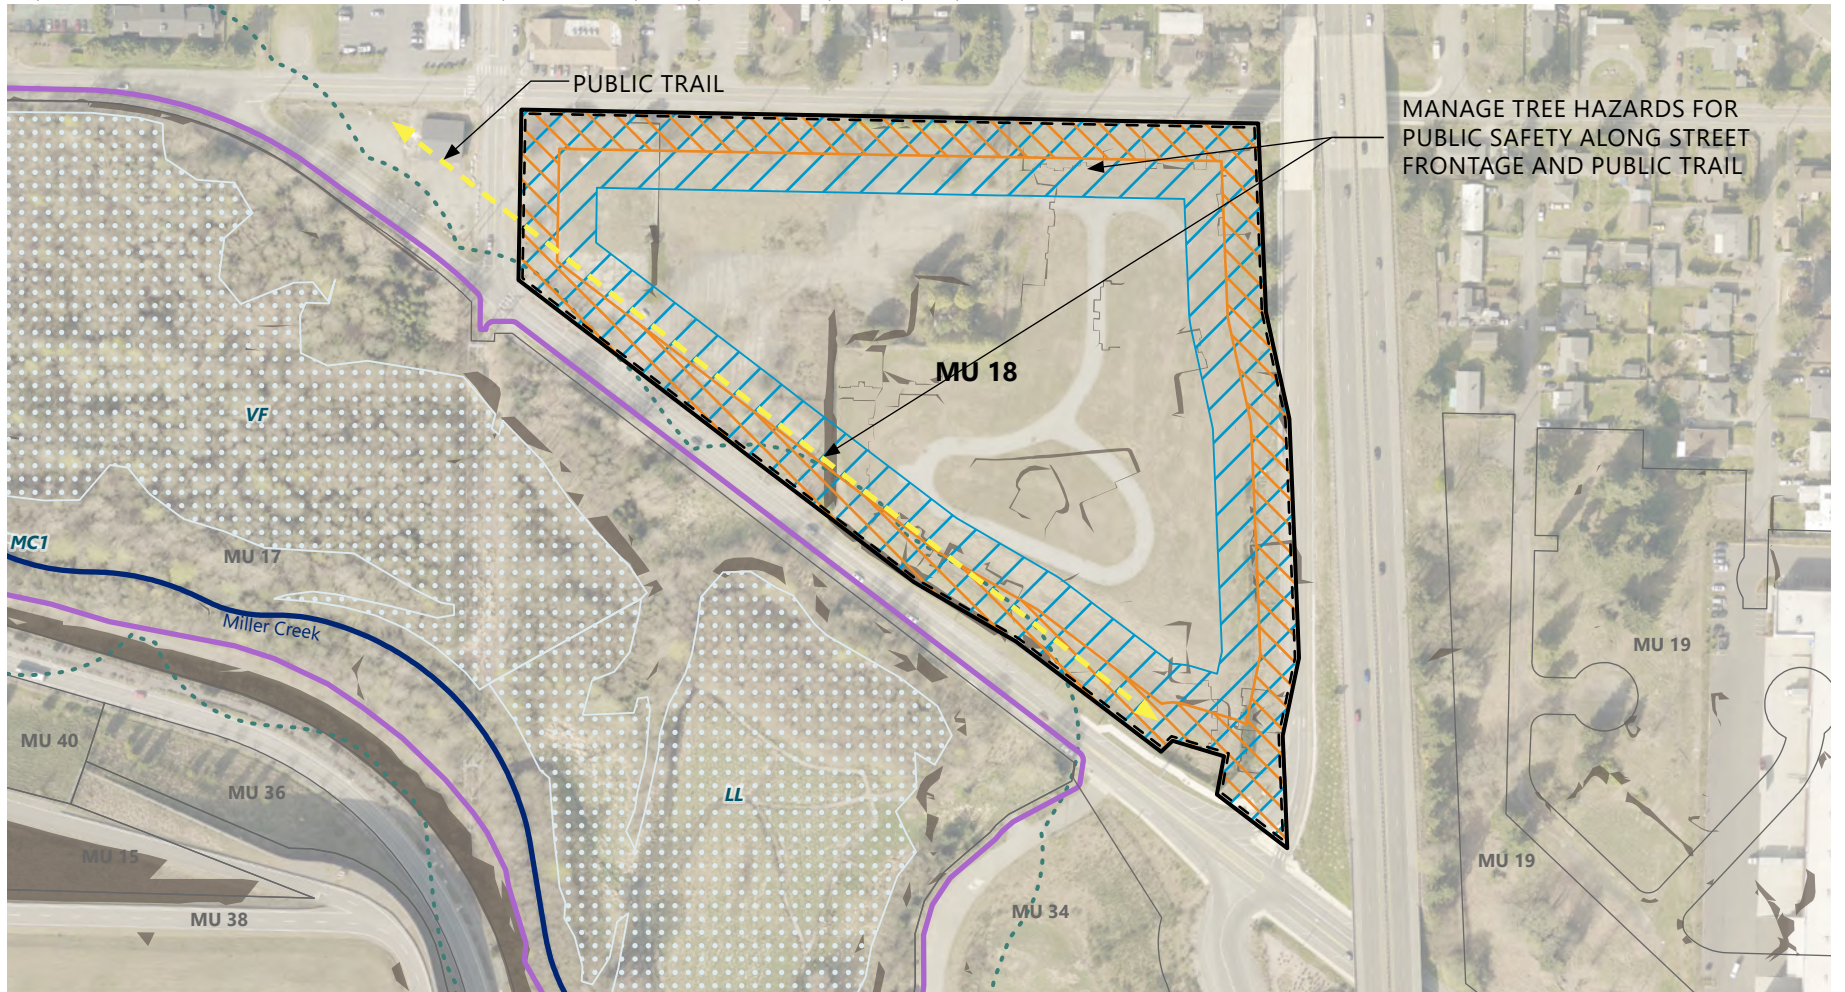 PUBLIC TRAIL
MANAGE TREE HAZARDS FOR
PUBLIC SAFETY ALONG STREET
FRONTAGE AND PUBLIC TRAIL
MU 18
VF
MC1
MU 17
Miller Creek
MU 19
MU 40
MU 36
LL
MU 15
MU 19
MU 38
MU 34